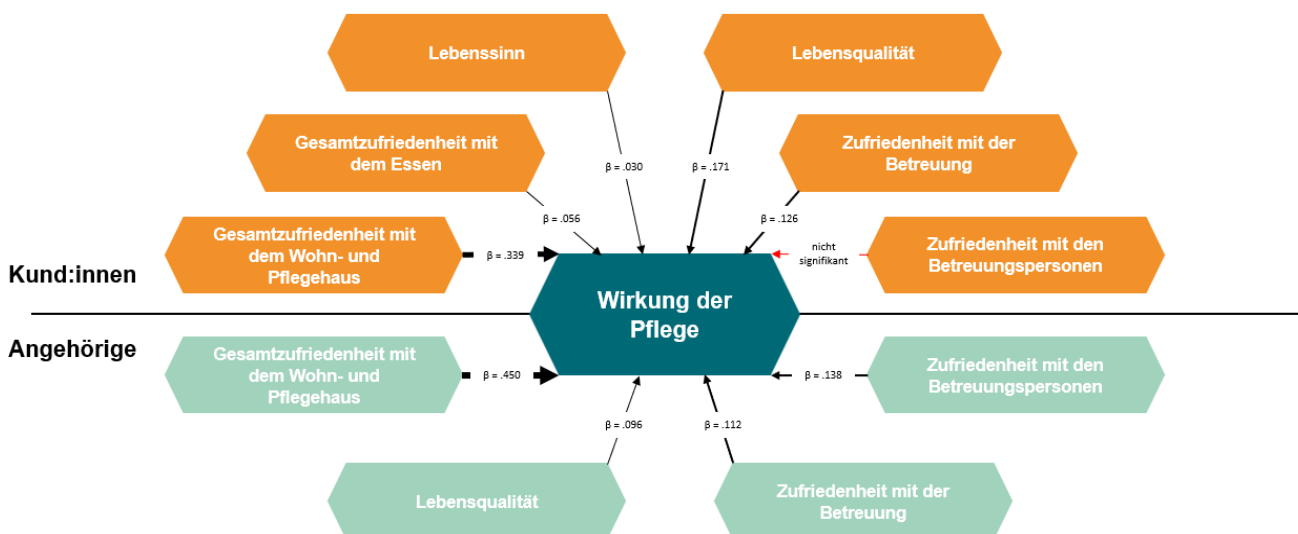 Lebenssinn
Lebensqualität
Gesamtzufriedenheit mit
dem Essen
Zufriedenheit mit der
Betreuung
β = .030
β = .171
β = .056
β = .126
Gesamtzufriedenheit mit
dem Wohn- und
Pflegehaus
β = .339
nicht
signifikant
Zufriedenheit mit den
Betreuungspersonen
Kund:innen
Wirkung der
Pflege
Angehörige
Gesamtzufriedenheit mit
dem Wohn- und
Pflegehaus
β = .450
β = .138
Zufriedenheit mit den
Betreuungspersonen
β = .096
β = .112
Lebensqualität
Zufriedenheit mit der
Betreuung